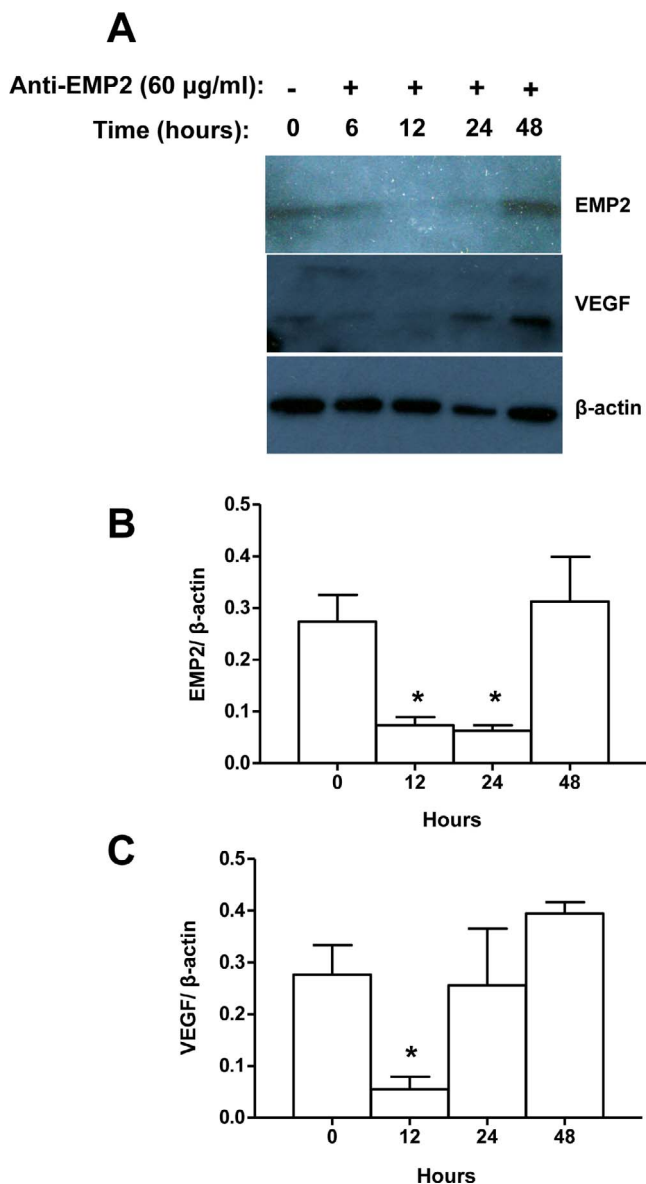 A
Anti-EMP2 (60 µg/ml): - + + + +
Time (hours): 0 6 12 24 48
EMP2
VEGF
β-actin
B
0.5
0.4
0.3
0.2
0.1
0.0
EMP2/ β-actin
* *
0 12 24 48
Hours
C
0.5
0.4
0.3
0.2
0.1
0.0
VEGF/ β-actin
*
0 12 24 48
Hours